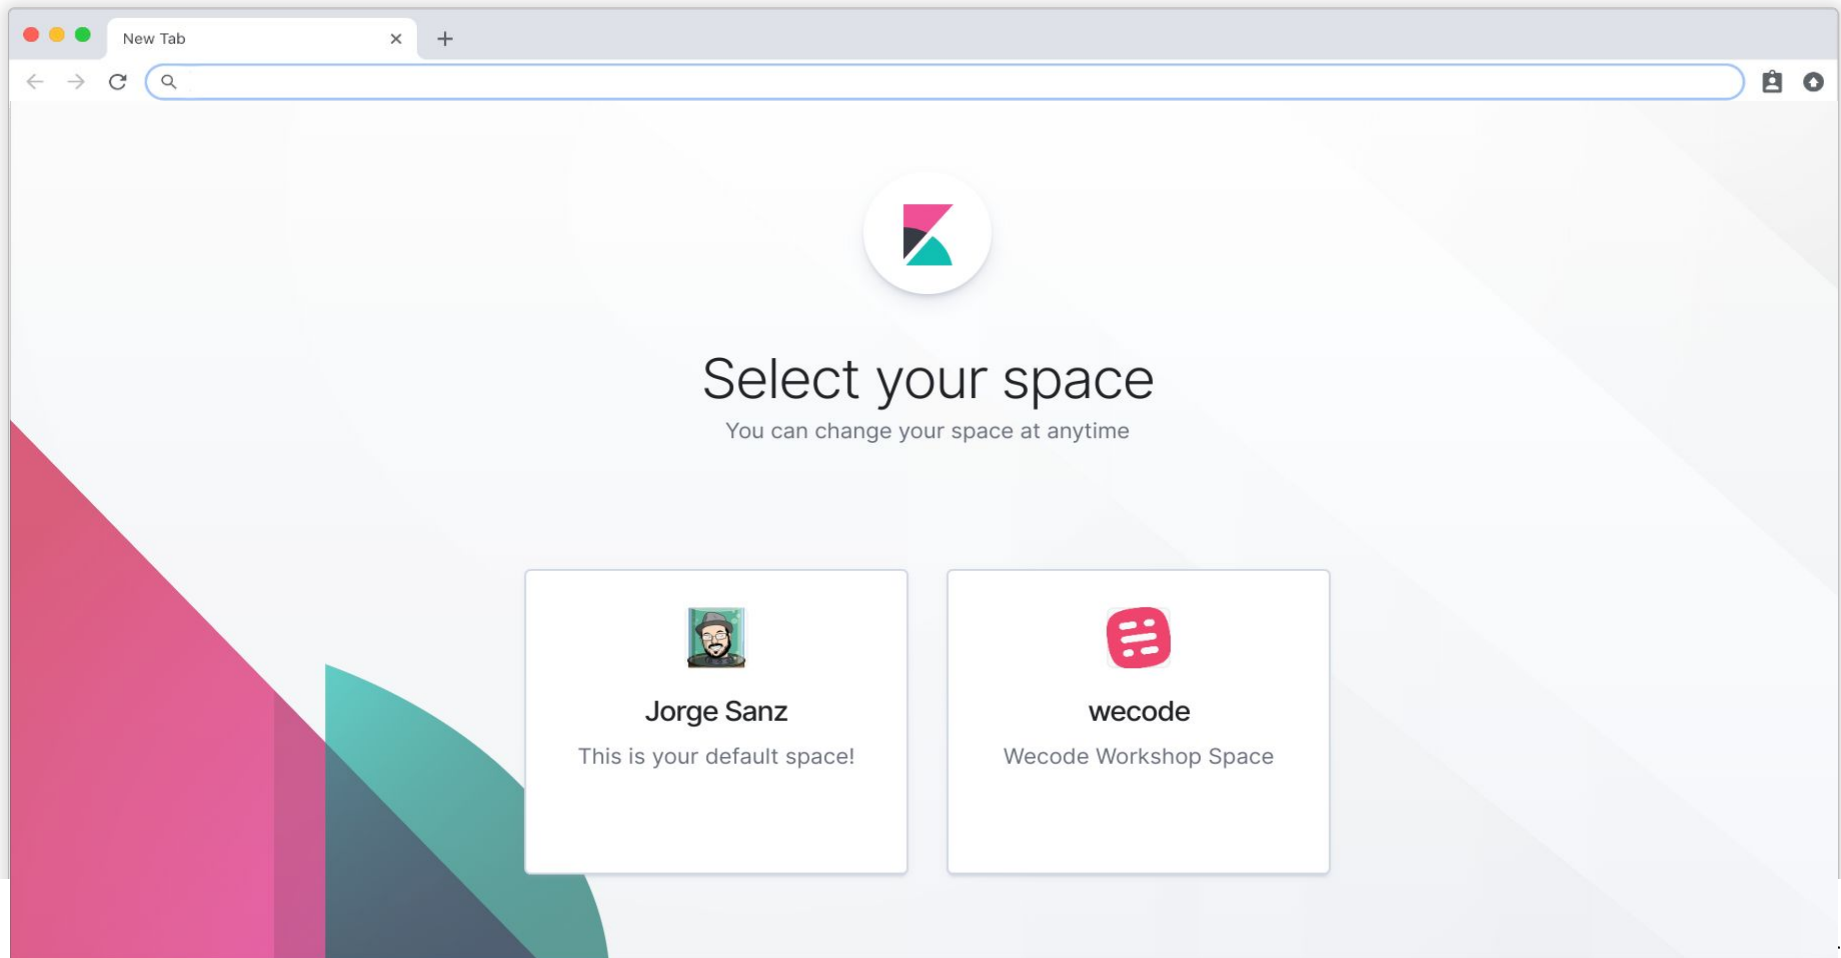 New Tab
Select your space
You can change your space at anytime
Jorge Sanz
This is your default space!
wecode
Wecode Workshop Space